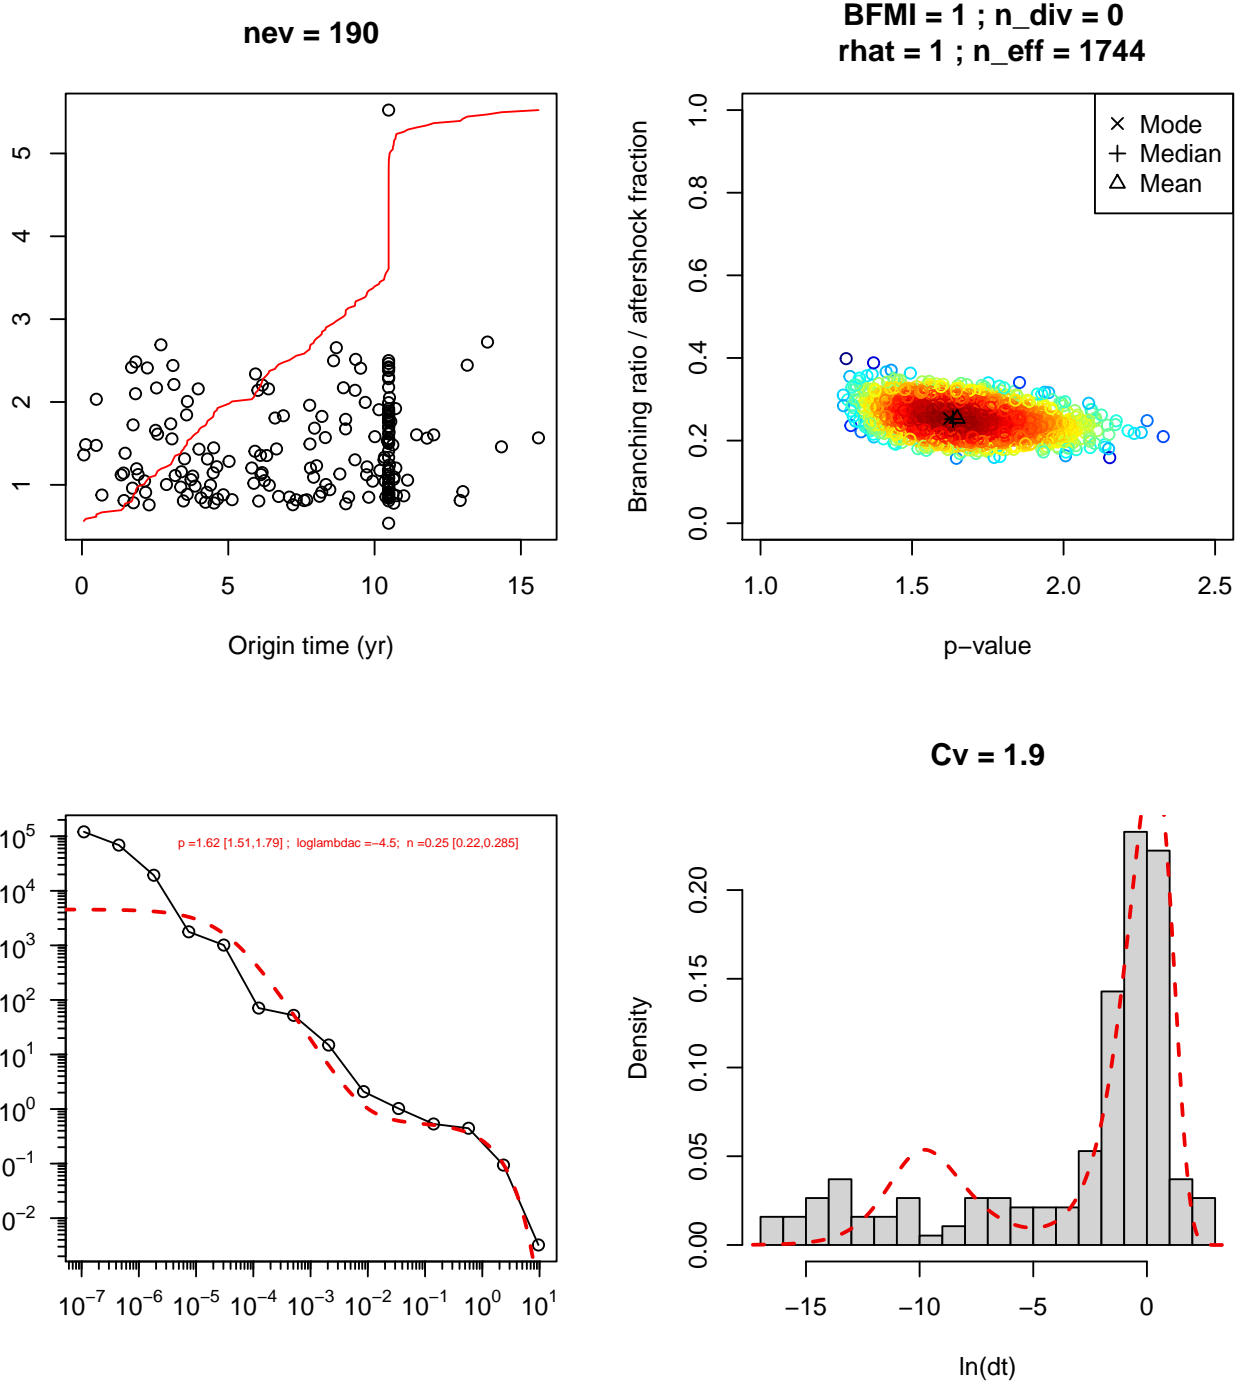 nev = 190
5
4
3
2
1
0 5 10 15
Origin time (yr)
BFMI = 1 ; n_div = 0
rhat = 1 ; n_eff = 1744
Mode
Median
Mean
Branching ratio / aftershock fraction
1.0
0.8
0.6
0.4
0.2
0.0
1.0 1.5 2.0 2.5
p−value
p =1.62 [1.51,1.79] ; loglambdac =−4.5; n =0.25 [0.22,0.285]
10^5
10^4
10^3
10^2
10^1
10^0
0^−1
0^−2
10^−7 10^−6 10^−5 10^−4 10^−3 10^−2 10^−1 10^0 10^1
Cv = 1.9
Density
0.20
0.15
0.10
0.05
0.00
−15 −10 −5 0
ln(dt)